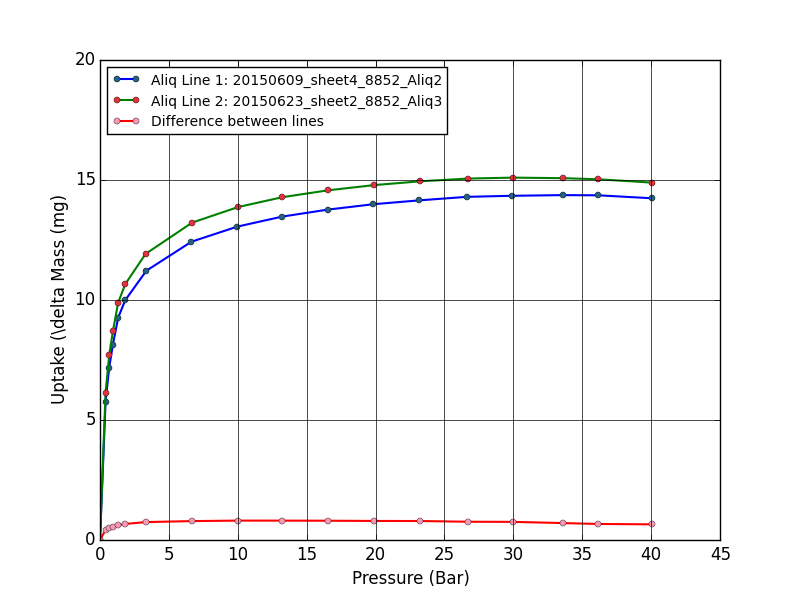 20
15
10
5
0
Uptake (\delta Mass (mg)
Aliq Line 1: 20150609_sheet4_8852_Aliq2
Aliq Line 2: 20150623_sheet2_8852_Aliq3
Difference between lines
0 5 10 15 20 25 30 35 40 45
Pressure (Bar)